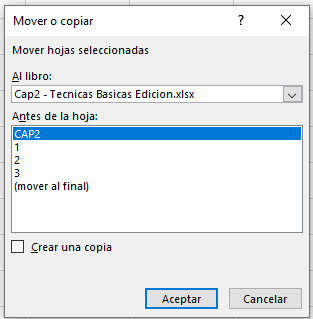 Mover o copiar
Mover hojas seleccionadas
Al libro:
Cap2 - Tecnicas Basicas Edicion.xlsx
Antes de la hoja:
CAP2
1
2
3
(mover al final)
Crear una copia
Aceptar
Cancelar